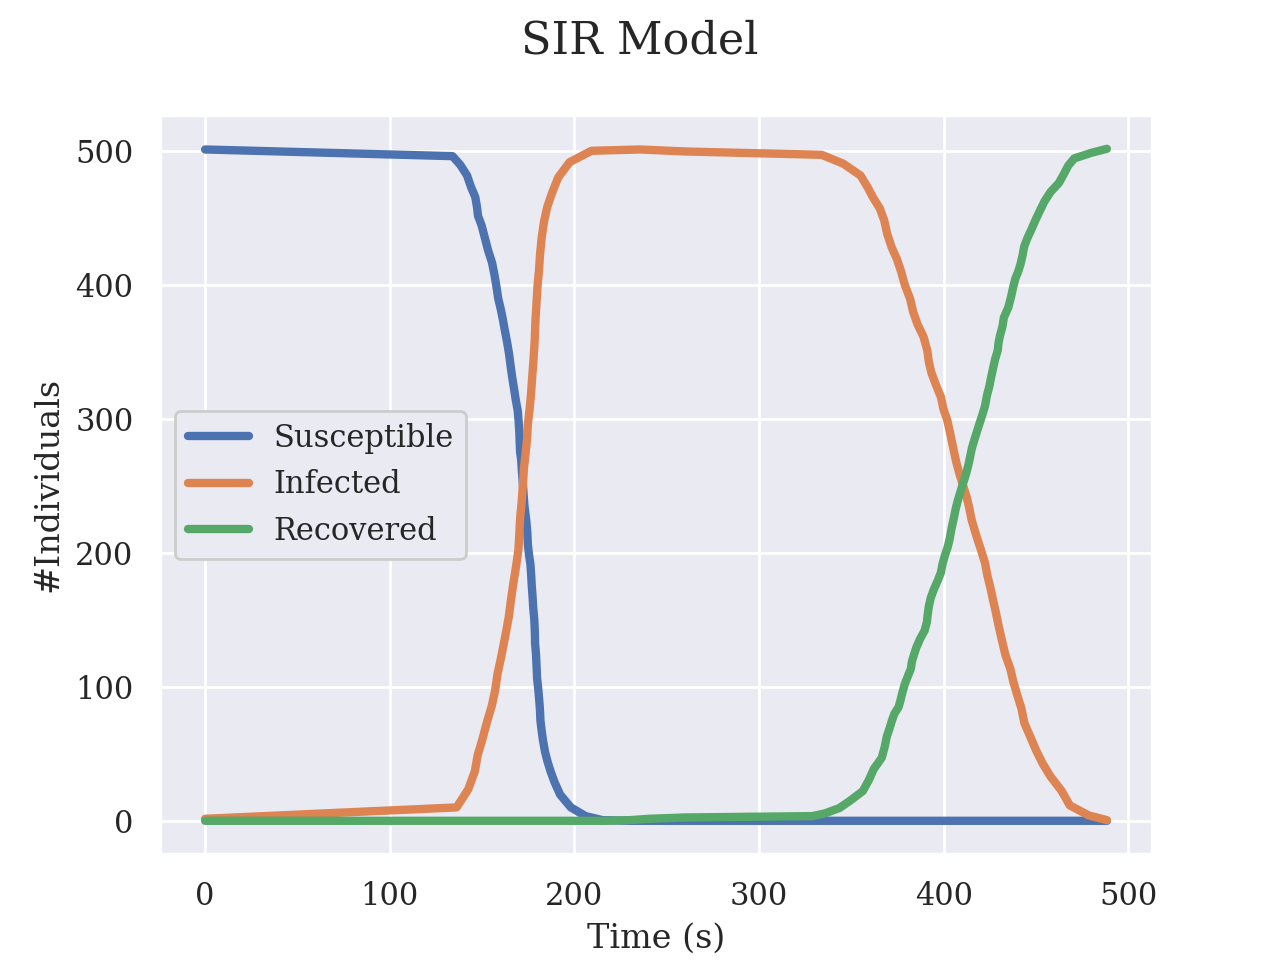 SIR Model
500
400
300
200
100
0
#Individuals
Susceptible
Infected
Recovered
0 100 200 300 400 500
Time (s)